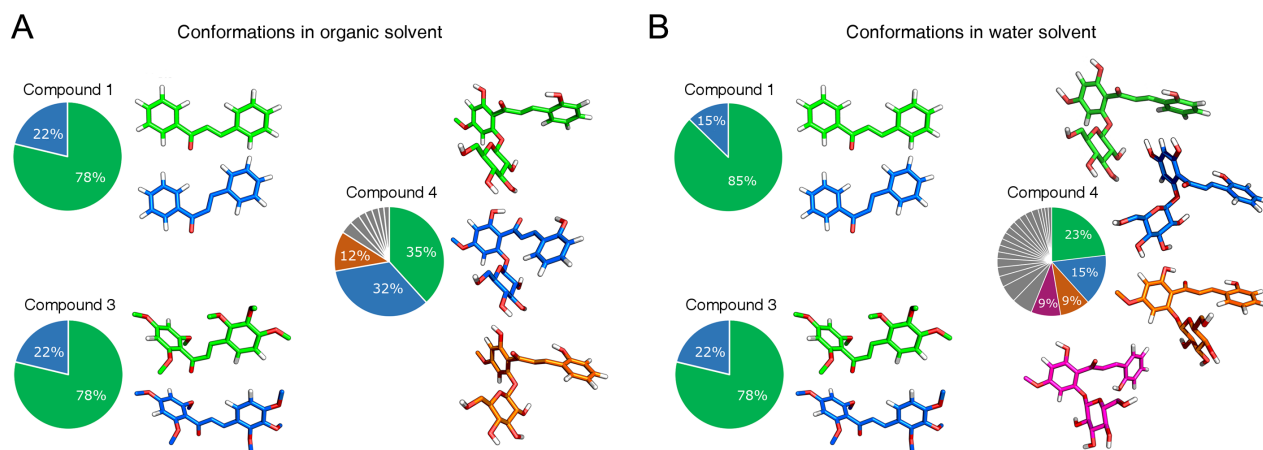 A
Conformations in organic solvent
Compound 1
22%
78%
Compound 4
35%
12%
32%
Compound 3
22%
78%
B
Conformations in water solvent
Compound 1
15%
85%
Compound 4
23%
15%
9%
9%
Compound 3
22%
78%